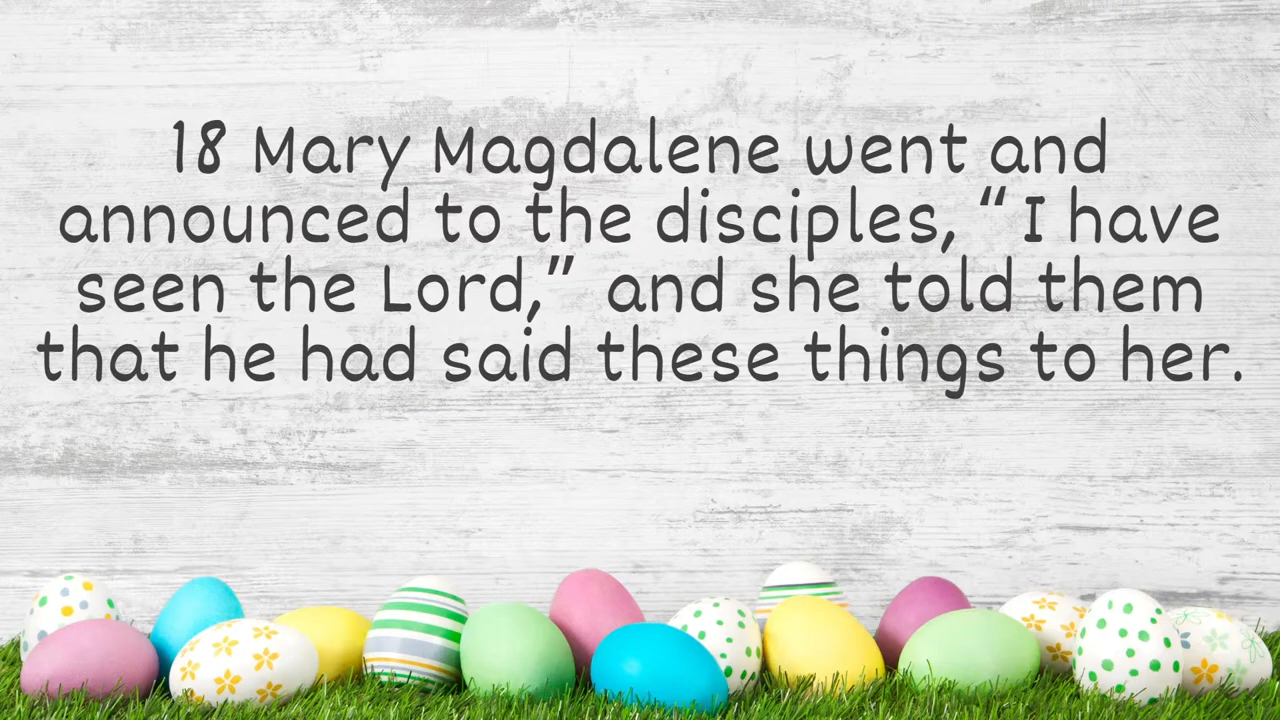 18 Mary Magdalene went and
announced to the disciples, “I have
seen the Lord,” and she told them
that he had said these things to her.